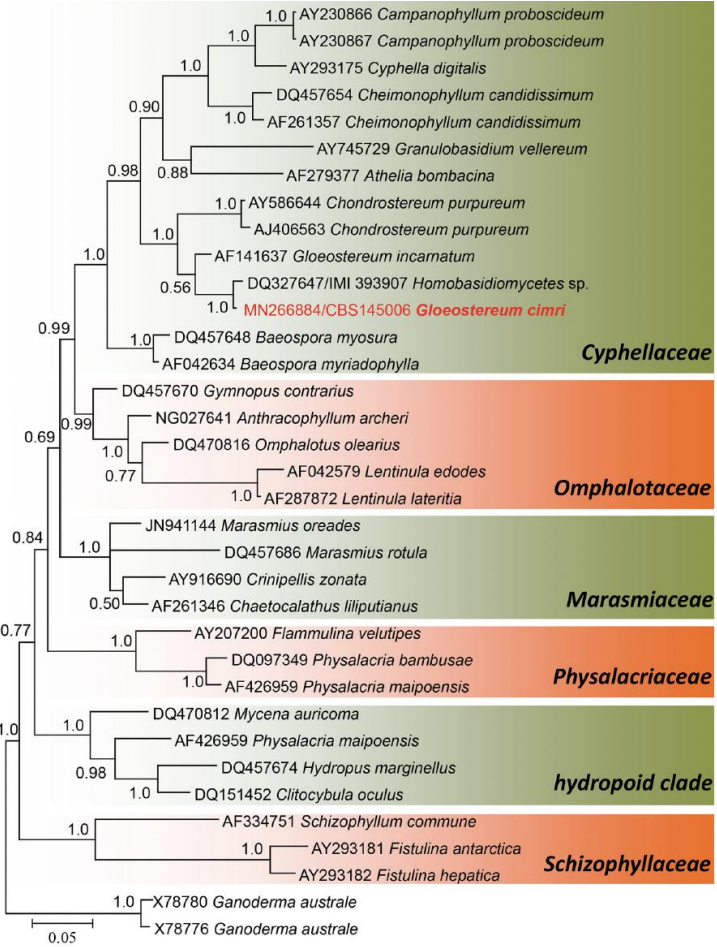 1.0 AY230866 Campanophyllum proboscideum
1.0 AY230867 Campanophyllum proboscideum
1.0 AY293175 Cyphella digitalis
DQ457654 Cheimonophyllum candidissimum
0.90 1.0 AF261357 Cheimonophyllum candidissimum
AY745729 Granulobasidium vellereum
0.98 0.88 AF279377 Athelia bombacina
1.0 AY586644 Chondrostereum purpureum
AJ406563 Chondrostereum purpureum
1.0 1.0 AF141637 Gloeostereum incarnatum
0.56 DQ327647/IMI 393907 Homobasidiomycetes sp.
1.0 MN266884/CBS145006 Gloeostereum cimri
0.99 1.0 DQ457648 Baeospora myosura
Cyphellaceae
AF042634 Baeospora myriadophylla
DQ457670 Gymnopus contrarius
0.99 NG027641 Anthracophyllum archeri
0.69 1.0 DQ470816 Omphalotus olearius
0.77 AF042579 Lentinula edodes
1.0 AF287872 Lentinula lateritia
Omphalotaceae
JN941144 Marasmius oreades
0.84 1.0 DQ457686 Marasmius rotula
AY916690 Crinipellis zonata
0.50 AF261346 Chaetocalathus liliputianus
Marasmiaceae
0.77 1.0 AY207200 Flammulina velutipes
DQ097349 Physalacria bambusae
1.0 AF426959 Physalacria maipoensis
Physalacriaceae
1.0 1.0 DQ470812 Mycena auricoma
AF426959 Physalacria maipoensis
0.98 DQ457674 Hydropus marginellus
1.0 DQ151452 Clitocybula oculus
hydropoid clade
1.0 AF334751 Schizophyllum commune
1.0 AY293181 Fistulina antarctica
AY293182 Fistulina hepatica
Schizophyllaceae
1.0 X78780 Ganoderma australe
X78776 Ganoderma australe
0.05